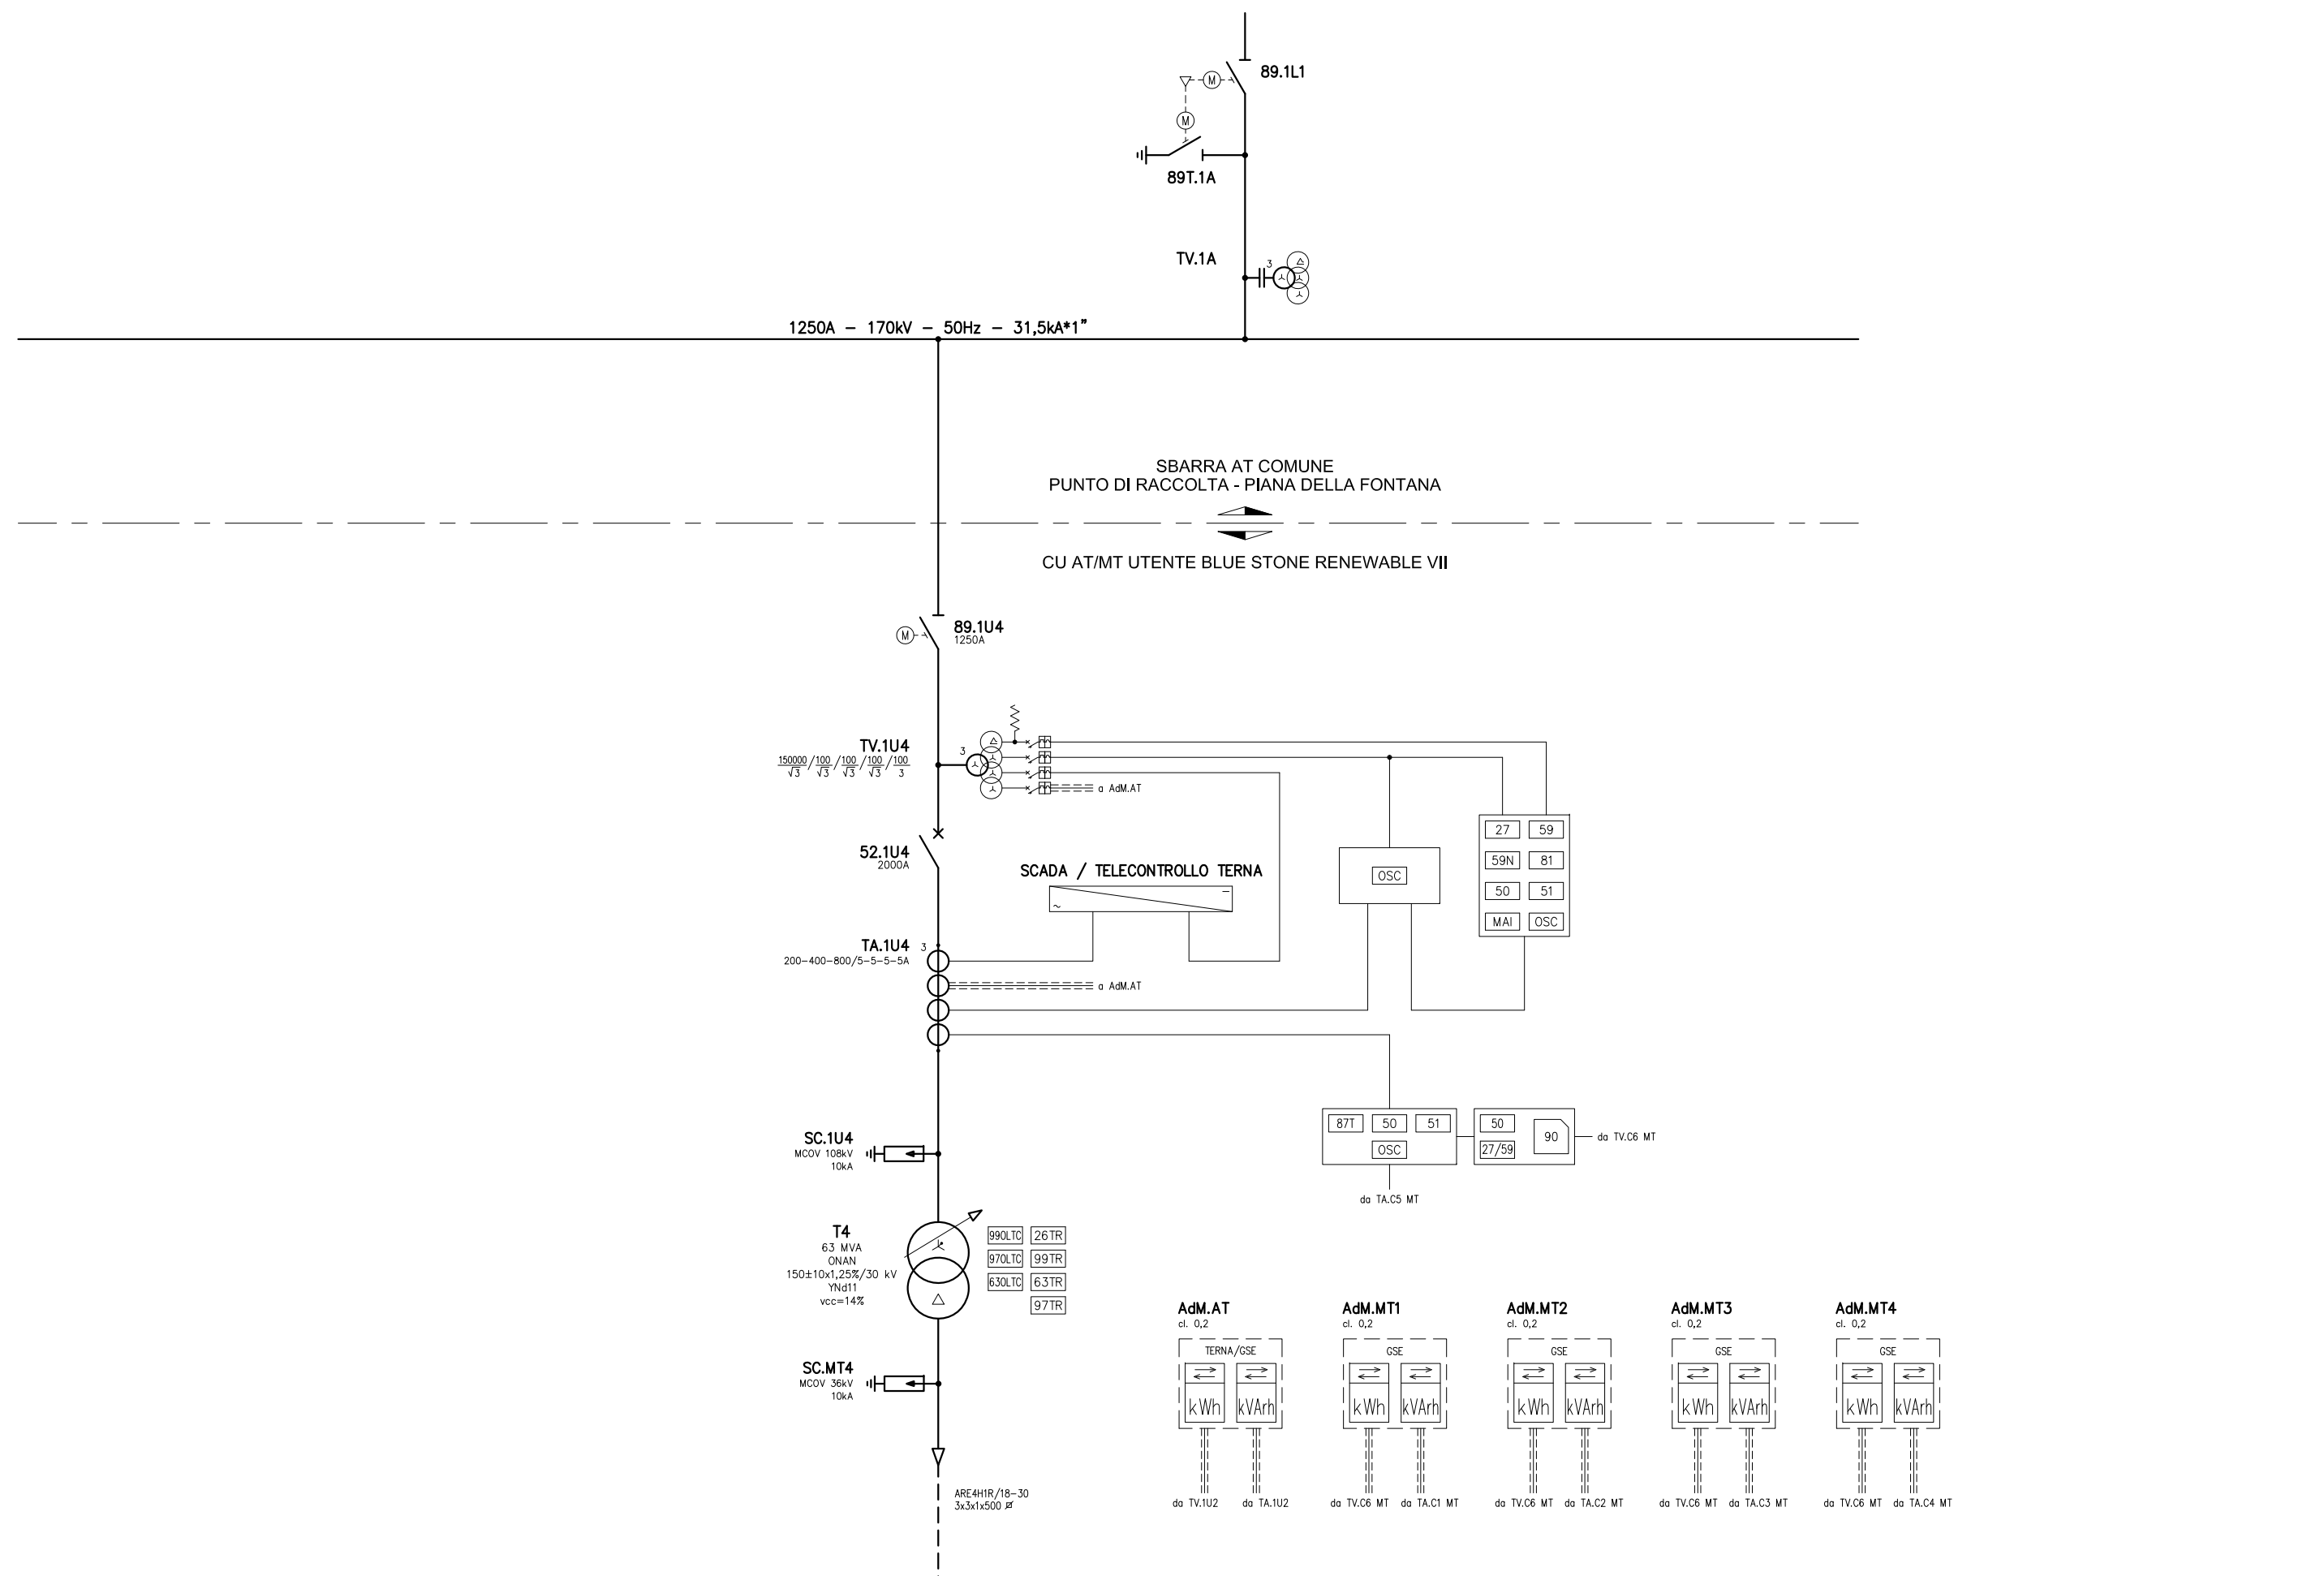 89.1L1
M
M
89T.1A
TV.1A
3
1250A - 170kV - 50Hz - 31,5kA*1"
SBARRA AT COMUNE
PUNTO DI RACCOLTA - PIANA DELLA FONTANA
CU AT/MT UTENTE BLUE STONE RENEWABLE VII
M
89.1U4
1250A
TV.1U4
150000/√3 / 100/√3 / 100/√3 / 100/√3 / 100/3
3
a AdM.AT
52.1U4
2000A
SCADA / TELECONTROLLO TERNA
~
OSC
27 59
59N 81
50 51
MAI OSC
TA.1U4
3
200-400-800/5-5-5-5A
a AdM.AT
87T 50 51
OSC
50
27/59
90
da TV.C6 MT
da TA.C5 MT
SC.1U4
MCOV 108kV
10kA
T4
63 MVA
ONAN
150±10x1,25%/30 kV
YNd11
vcc=14%
99OLTC 26TR
97OLTC 99TR
63OLTC 63TR
97TR
SC.MT4
MCOV 36kV
10kA
ARE4H1R/18-30
3x3x1x500
AdM.AT
cl. 0,2
TERNA/GSE
kWh kVArh
da TV.1U2 da TA.1U2
AdM.MT1
cl. 0,2
GSE
kWh kVArh
da TV.C6 MT da TA.C1 MT
AdM.MT2
cl. 0,2
GSE
kWh kVArh
da TV.C6 MT da TA.C2 MT
AdM.MT3
cl. 0,2
GSE
kWh kVArh
da TV.C6 MT da TA.C3 MT
AdM.MT4
cl. 0,2
GSE
kWh kVArh
da TV.C6 MT da TA.C4 MT